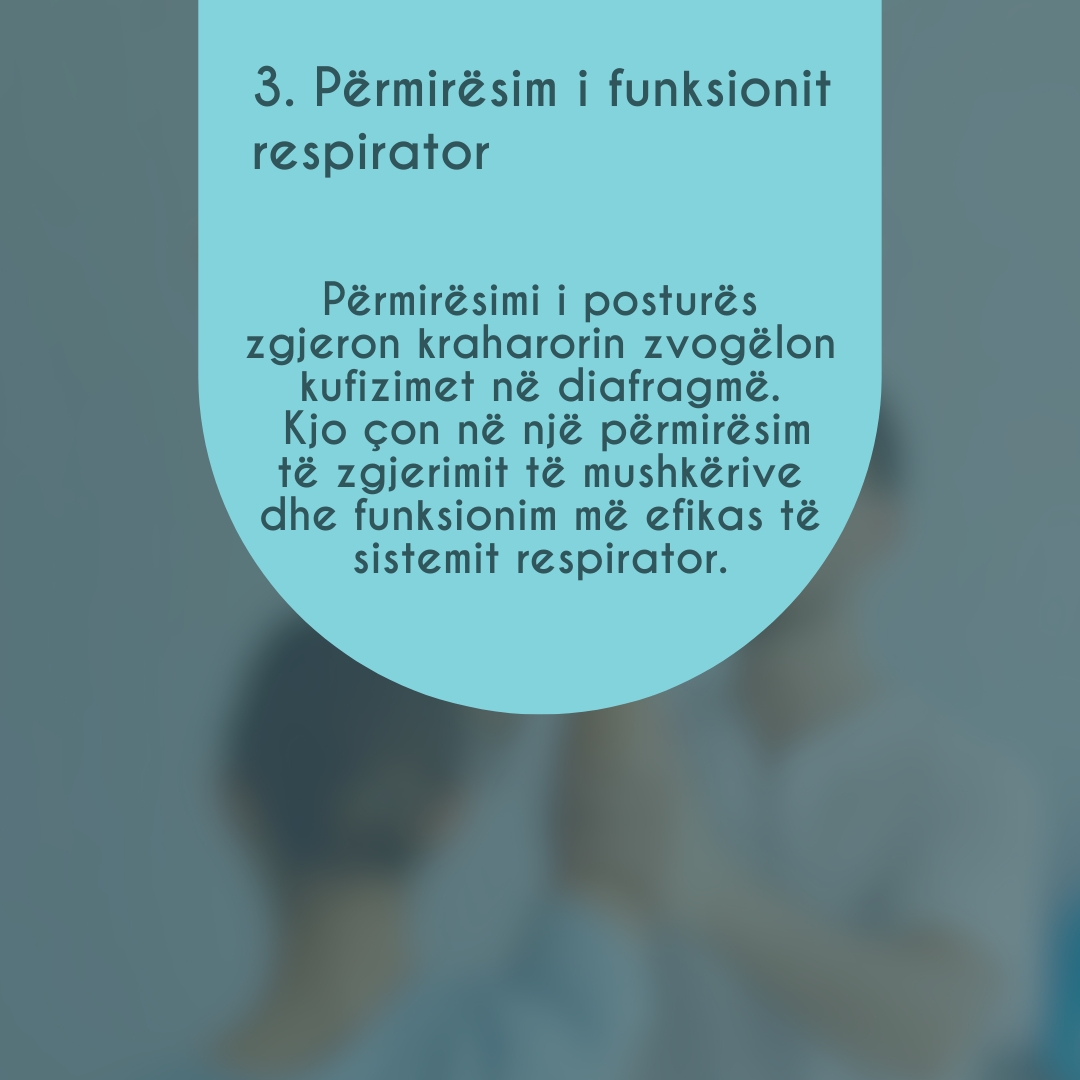 3. Përmirësim i funksionit
respirator
Përmirësimi i posturës
zgjeron kraharorin zvogëlon
kufizimet në diafragmë.
Kjo çon në një përmirësim
të zgjerimit të mushkërive
dhe funksionim më efikas të
sistemit respirator.